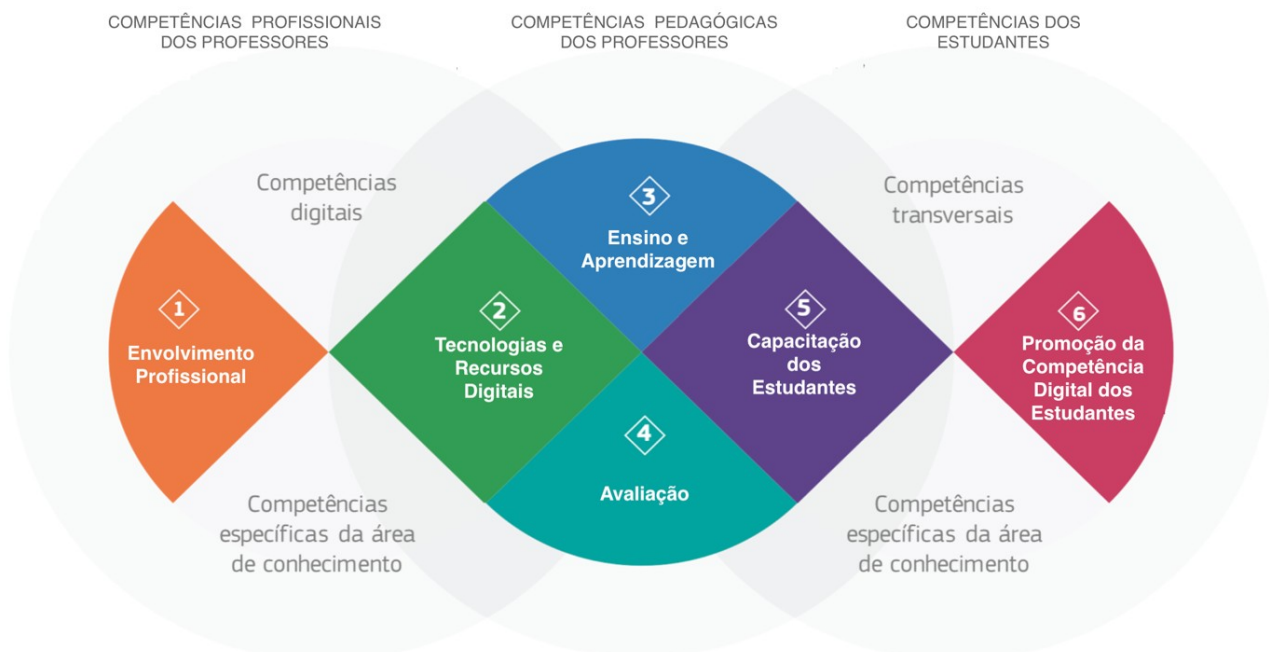 COMPETÊNCIAS PROFISSIONAIS
DOS PROFESSORES
COMPETÊNCIAS PEDAGÓGICAS
DOS PROFESSORES
COMPETÊNCIAS DOS
ESTUDANTES
Competências
digitais
Competências
transversais
1
Envolvimento
Profissional
2
Tecnologias e
Recursos
Digitais
3
Ensino e
Aprendizagem
4
Avaliação
5
Capacitação
dos
Estudantes
6
Promoção da
Competência
Digital dos
Estudantes
Competências
específicas da área
de conhecimento
Competências
específicas da área
de conhecimento